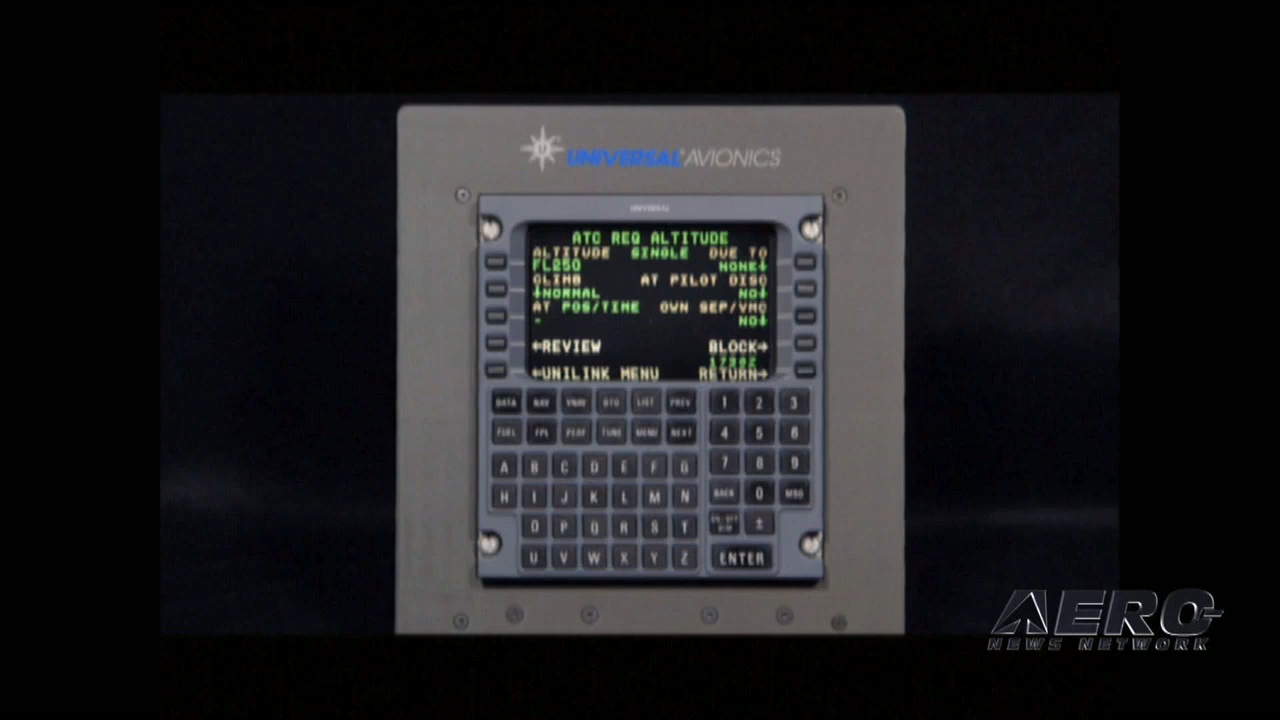 UNIVERSAL® AVIONICS
UNIVERSAL
ATC REQ ALTITUDE
ALTITUDE SINGLE DUE TO
FL250 NONE↓
CLIMB AT PILOT DISC
↓NORMAL NO↓
AT POS/TIME OWN SEP/VMC
- NO↓
←REVIEW BLOCK→
←UNILINK MENU RETURN→
DATA NAV VNAV DTO LIST PREV 1 2 3
FUEL FPL PERF TUNE MENU NEXT 4 5 6
7 8 9
A B C D E F G
BACK 0 MSG
H I J K L M N
ON/OFF DIM ±
O P Q R S T
U V W X Y Z ENTER
AERO
NEWS NETWORK